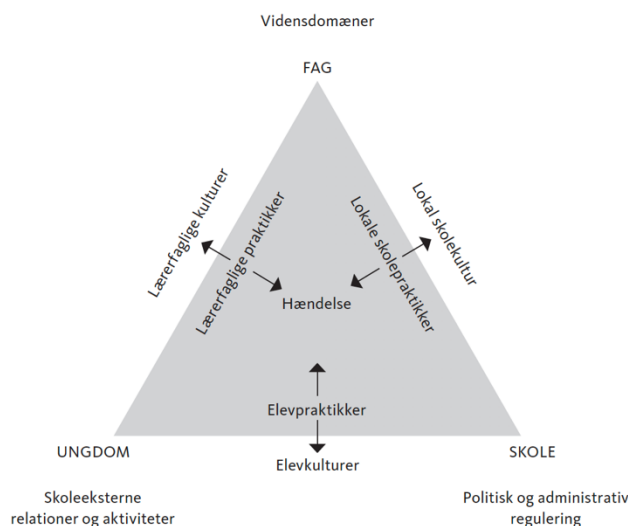 Vidensdomæner
FAG
Lærerfaglige kulturer
Lærerfaglige praktikker
Lokale skolepraktikker
Lokal skolekultur
Hændelse
Elevpraktikker
UNGDOM
Elevkulturer
SKOLE
Skoleeksterne
relationer og aktiviteter
Politisk og administrativ
regulering